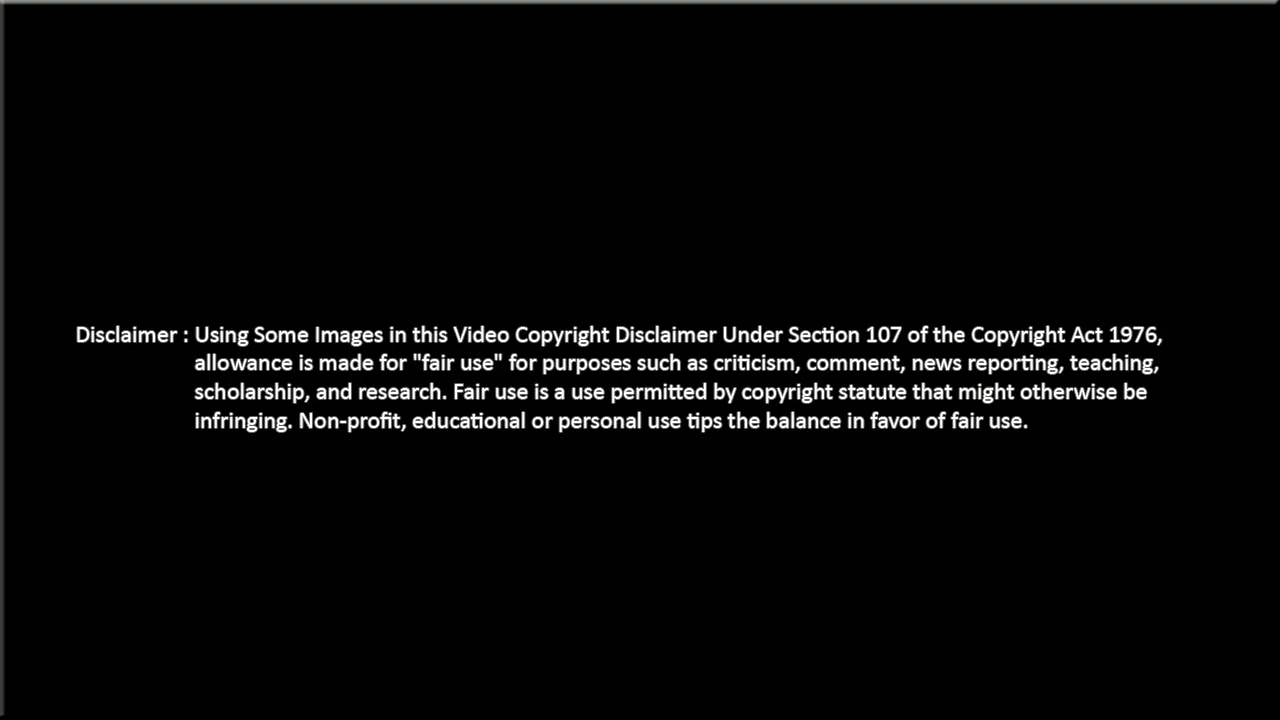 Disclaimer : Using Some Images in this Video Copyright Disclaimer Under Section 107 of the Copyright Act 1976,
allowance is made for "fair use" for purposes such as criticism, comment, news reporting, teaching,
scholarship, and research. Fair use is a use permitted by copyright statute that might otherwise be
infringing. Non-profit, educational or personal use tips the balance in favor of fair use.